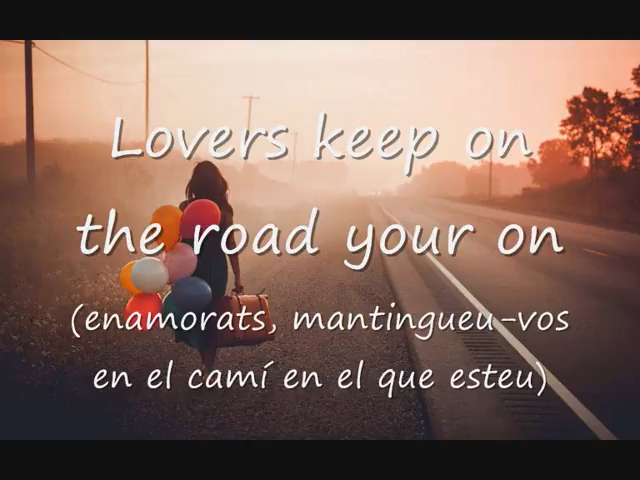 Lovers keep on
the road your on
(enamorats, mantingueu-vos
en el camí en el que esteu)